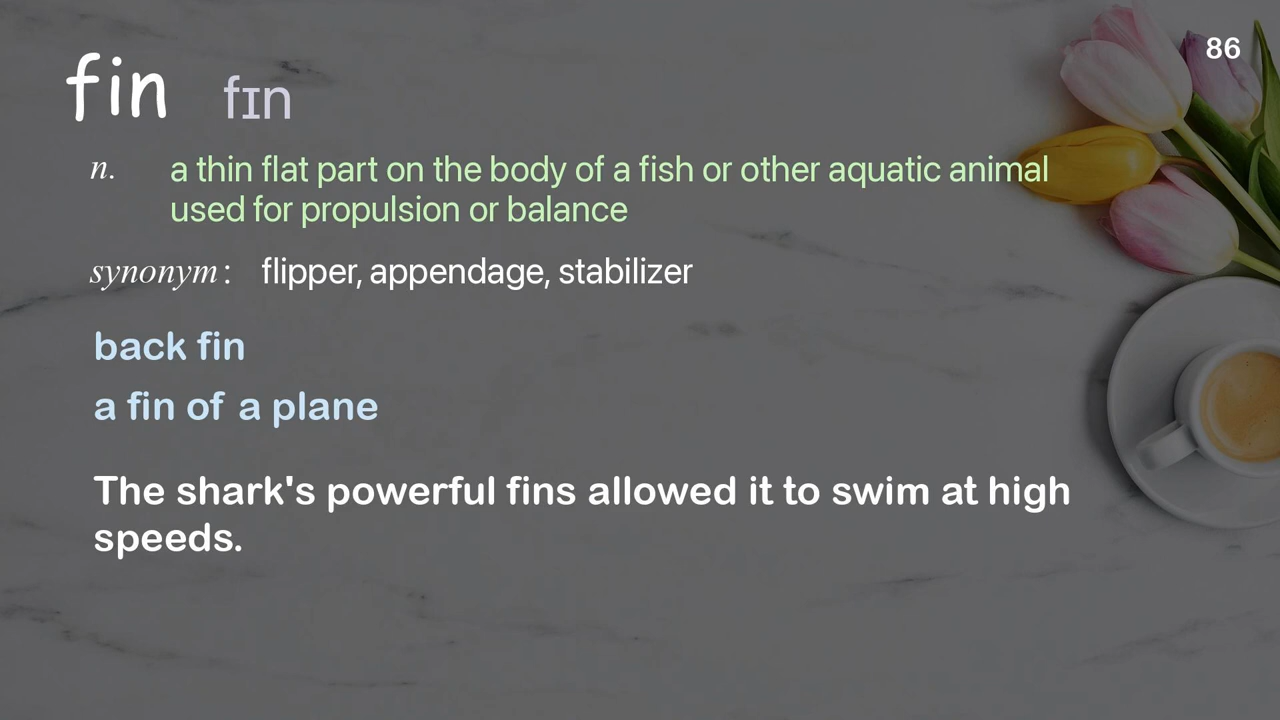 86
fin fɪn
n. a thin flat part on the body of a fish or other aquatic animal
used for propulsion or balance
synonym: flipper, appendage, stabilizer
back fin
a fin of a plane
The shark's powerful fins allowed it to swim at high
speeds.